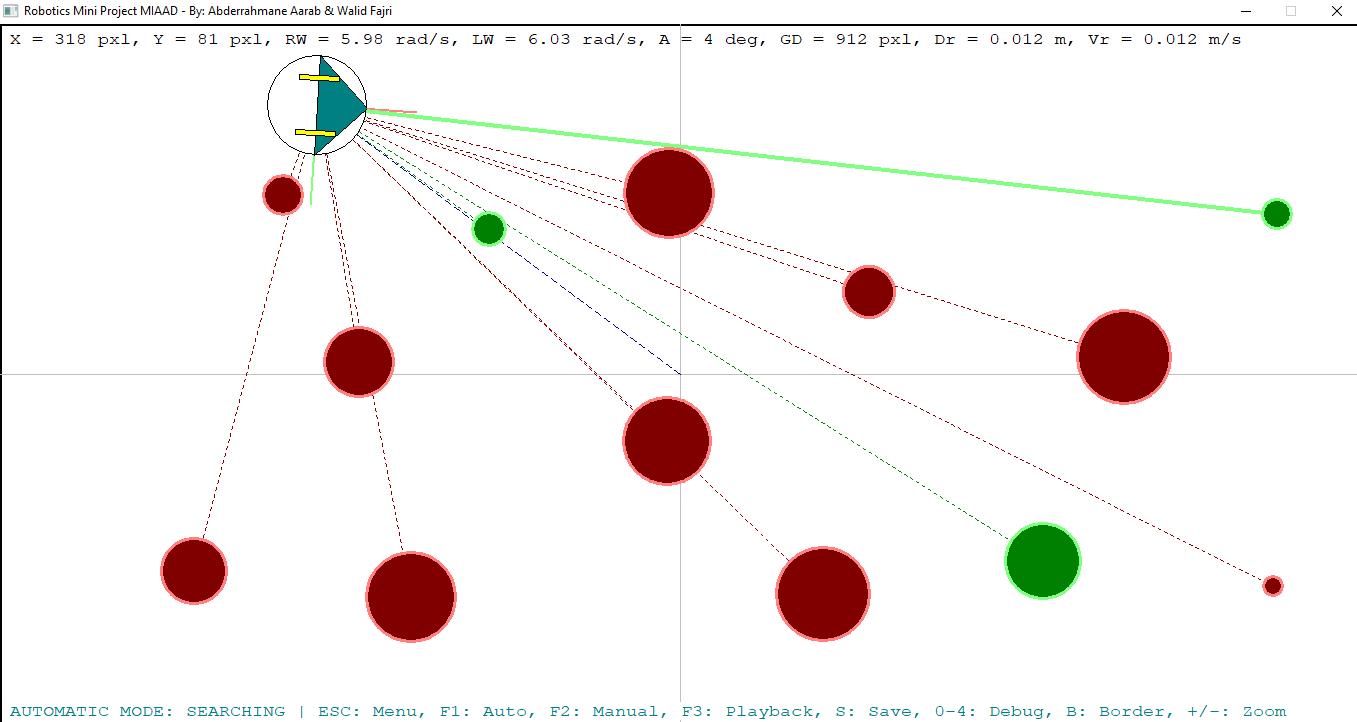 Robotics Mini Project MIAAD - By: Abderrahmane Aarab & Walid Fajri
X = 318 pxl, Y = 81 pxl, RW = 5.98 rad/s, LW = 6.03 rad/s, A = 4 deg, GD = 912 pxl, Dr = 0.012 m, Vr = 0.012 m/s
AUTOMATIC MODE: SEARCHING | ESC: Menu, F1: Auto, F2: Manual, F3: Playback, S: Save, 0-4: Debug, B: Border, +/-: Zoom